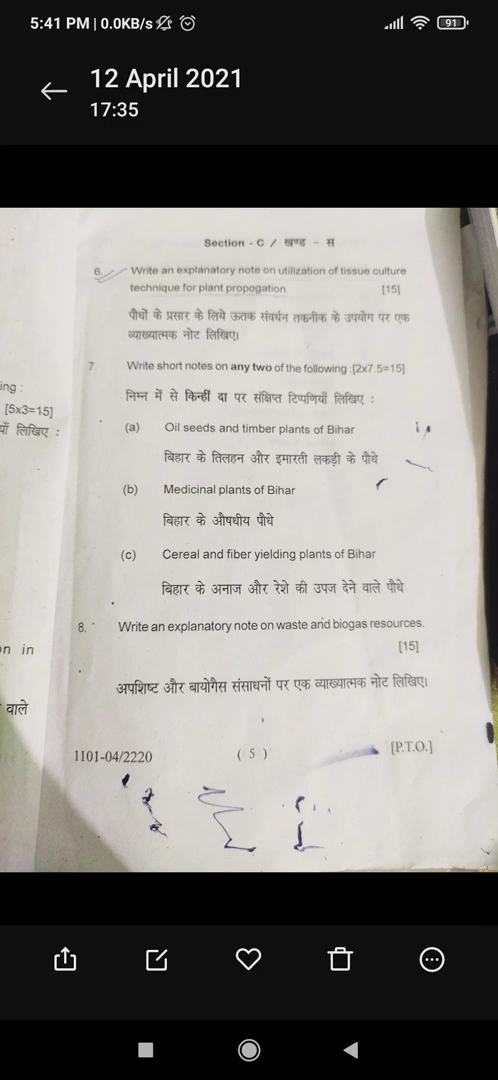 5:41 PM | 0.0KB/s
91
12 April 2021
17:35
Section - C / खण्ड - स
6. Write an explanatory note on utilization of tissue culture
technique for plant propogation. [15]
पौधों के प्रसार के लिये ऊतक संवर्धन तकनीक के उपयोग पर एक
व्याख्यात्मक नोट लिखिए।
7. Write short notes on any two of the following :[2x7.5=15]
ing :
निम्न में से किन्हीं दा पर संक्षिप्त टिप्पणियाँ लिखिए :
[5x3=15]
याँ लिखिए :
(a) Oil seeds and timber plants of Bihar
बिहार के तिलहन और इमारती लकड़ी के पौधे
(b) Medicinal plants of Bihar
बिहार के औषधीय पौधे
(c) Cereal and fiber yielding plants of Bihar
बिहार के अनाज और रेशे की उपज देने वाले पौधे
8. Write an explanatory note on waste and biogas resources.
[15]
on in
अपशिष्ट और बायोगैस संसाधनों पर एक व्याख्यात्मक नोट लिखिए।
वाले
1101-04/2220 ( 5 ) [P.T.O.]